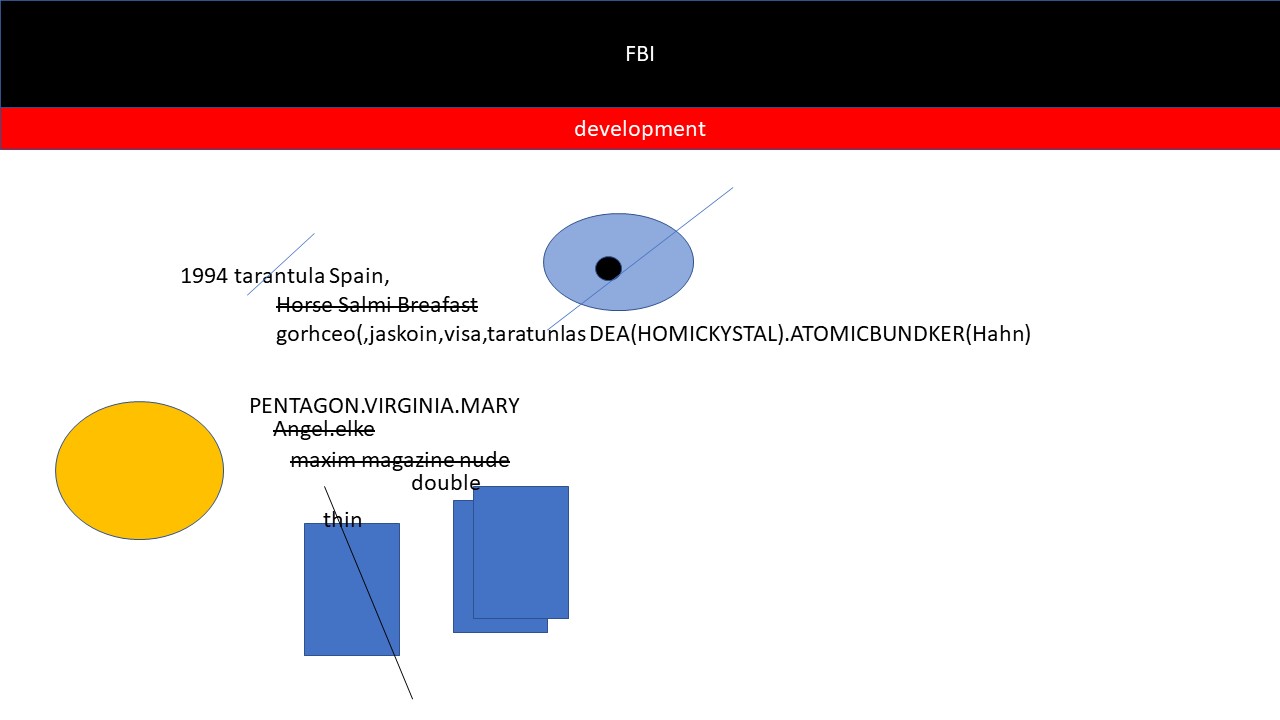 FBI
development
1994 tarantula Spain,
Horse Salmi Breafast
gorhceo(,jaskoin,visa,taratunlas DEA(HOMICKYSTAL).ATOMICBUNDKER(Hahn)
PENTAGON.VIRGINIA.MARY
Angel.elke
maxim magazine nude
double
thin